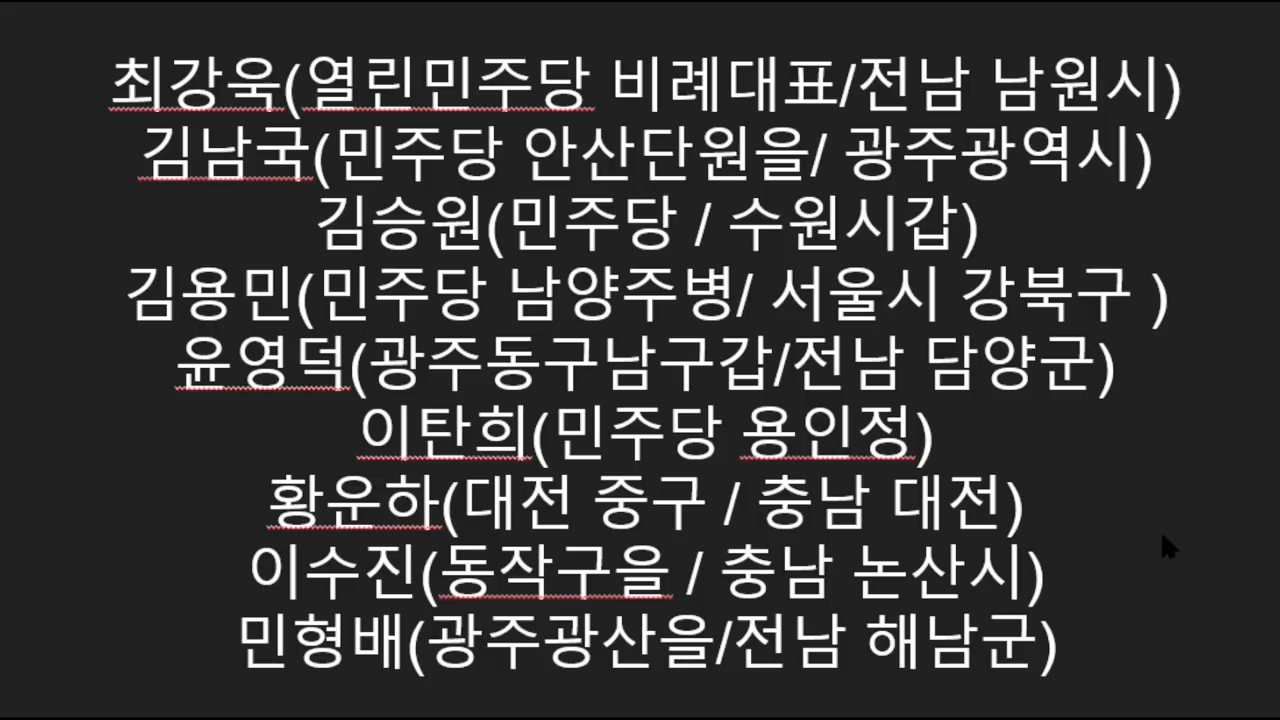 최강욱(열린민주당 비례대표/전남 남원시)
김남국(민주당 안산단원을/ 광주광역시)
김승원(민주당 / 수원시갑)
김용민(민주당 남양주병/ 서울시 강북구 )
윤영덕(광주동구남구갑/전남 담양군)
이탄희(민주당 용인정)
황운하(대전 중구 / 충남 대전)
이수진(동작구을 / 충남 논산시)
민형배(광주광산을/전남 해남군)